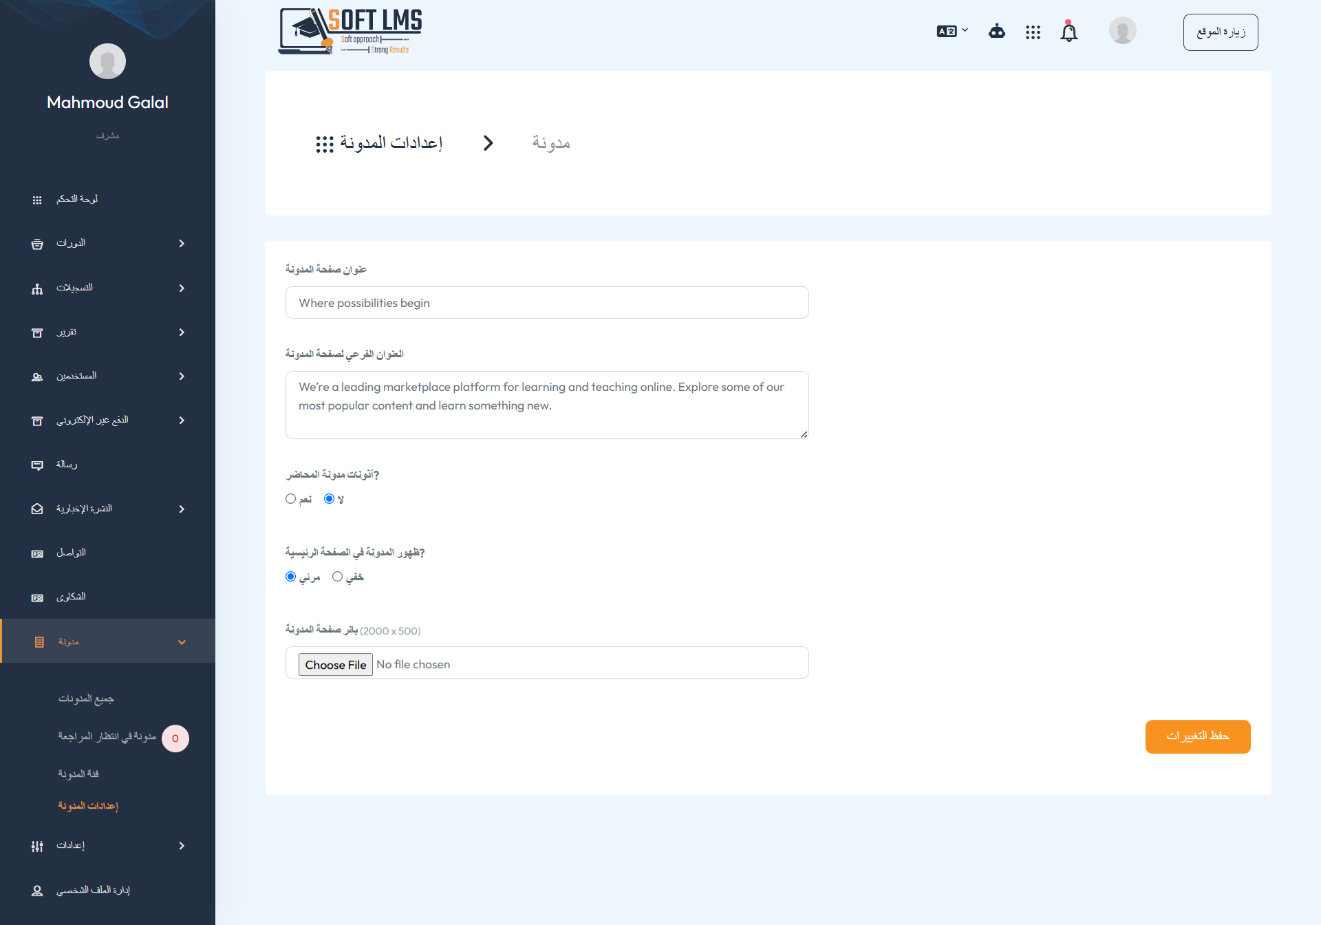 Mahmoud Galal
مشرف
لوحة التحكم
الدورات
التسجيلات
تقرير
المستخدمين
الدفع عبر الإلكتروني
رسالة
النشرة الإخبارية
التواصل
الشكاوى
مدونة
جميع المدونات
مدونة في انتظار المراجعة 0
فئة المدونة
إعدادات المدونة
إعدادات
إدارة الملف الشخصي
SOFT LMS
Soft approach
Strong Results
زيارة الموقع
إعدادات المدونة
مدونة
عنوان صفحة المدونة
Where possibilities begin
العنوان الفرعي لصفحة المدونة
We're a leading marketplace platform for learning and teaching online. Explore some of our
most popular content and learn something new.
أذونات مدونة المحاضر?
نعم لا
ظهور المدونة في الصفحة الرئيسية?
مرئي خفي
بانر صفحة المدونة (2000 x 500)
Choose File No file chosen
حفظ التغييرات